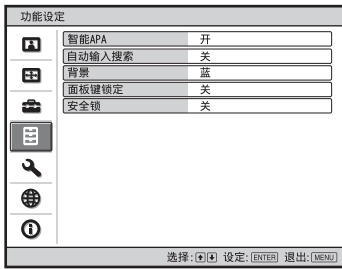 功能设定
智能APA 开
自动输入搜索 关
背景 蓝
面板键锁定 关
安全锁 关
选择: 设定: ENTER 退出: MENU